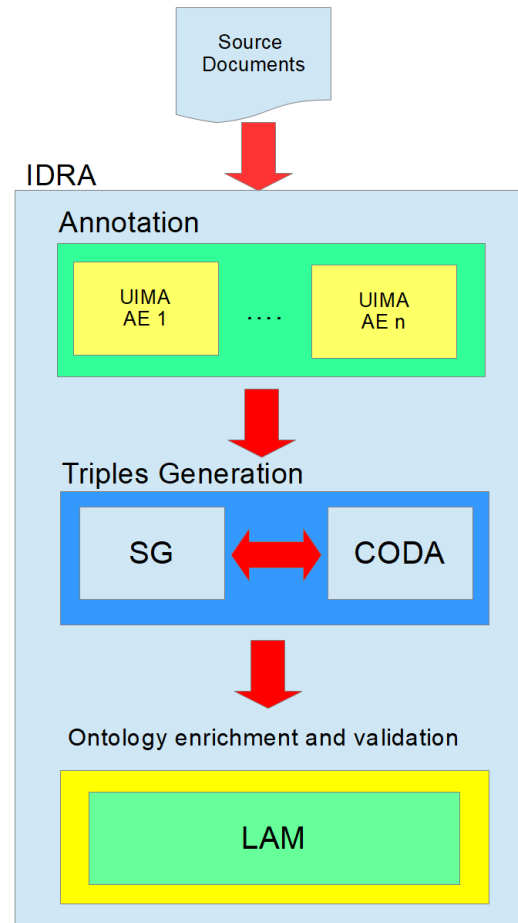 Source
Documents
IDRA
Annotation
UIMA
AE 1
....
UIMA
AE n
Triples Generation
SG
CODA
Ontology enrichment and validation
LAM